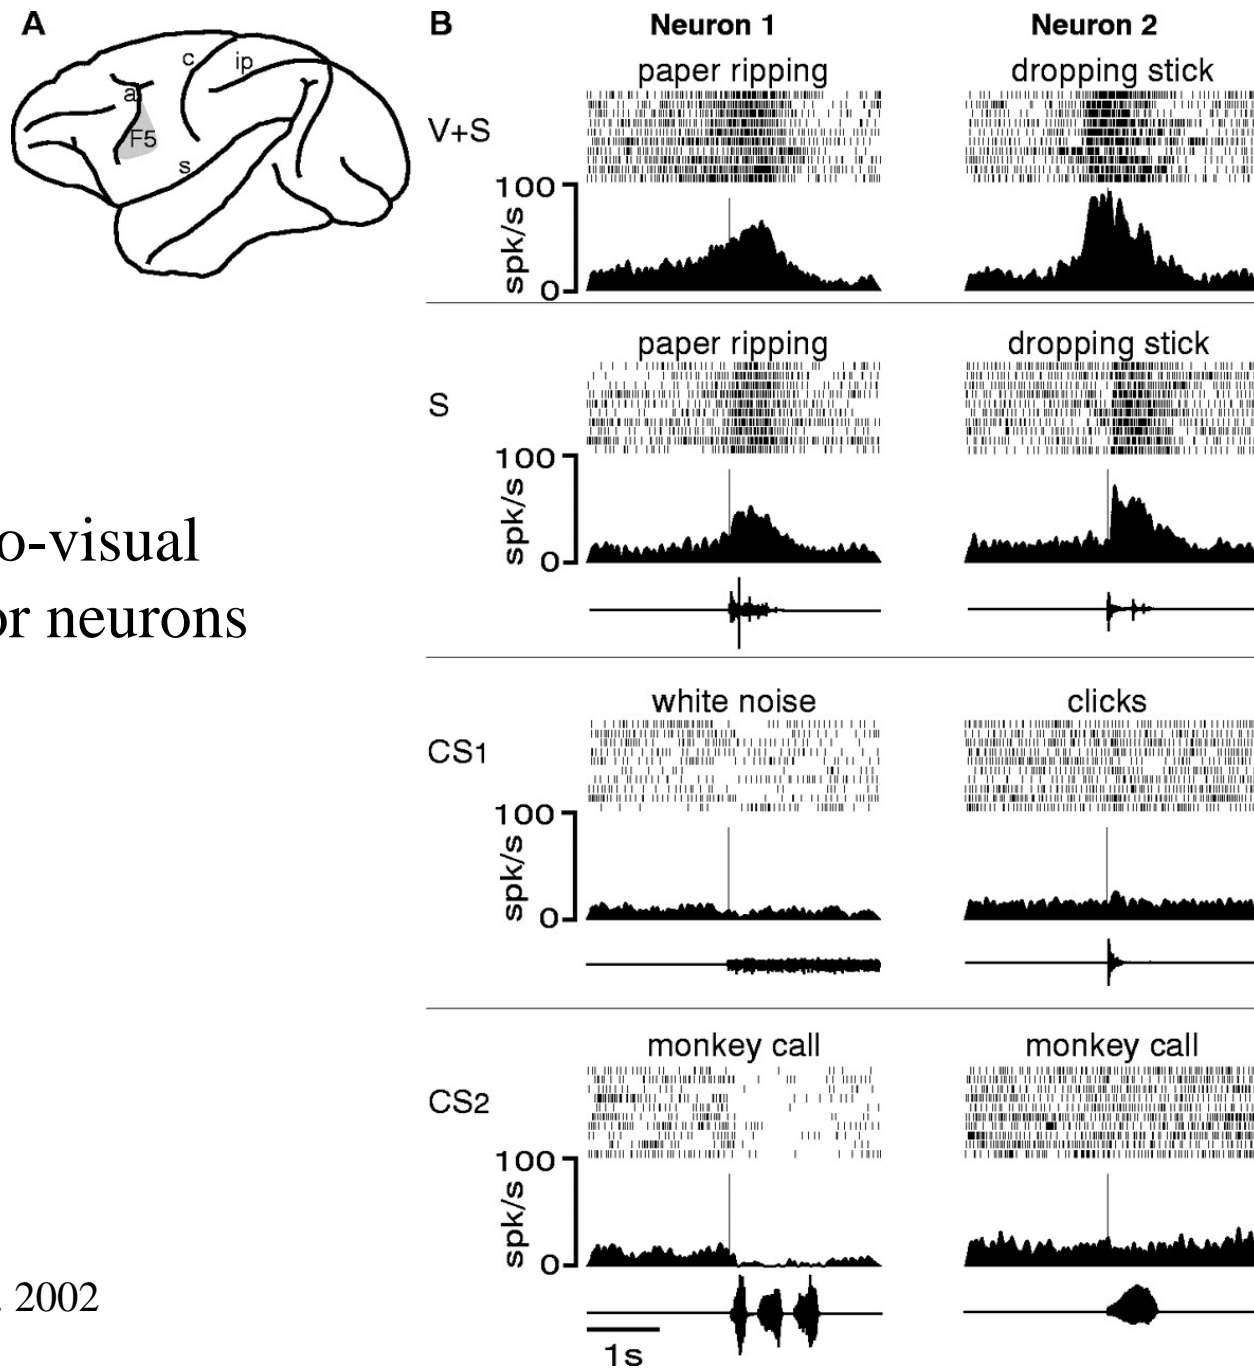 A
c
ip
a
F5
s
o-visual
or neurons
. 2002
B
Neuron 1 Neuron 2
paper ripping dropping stick
V+S
100
spk/s
0
paper ripping dropping stick
S
100
spk/s
0
white noise clicks
CS1
100
spk/s
0
monkey call monkey call
CS2
100
spk/s
0
1s